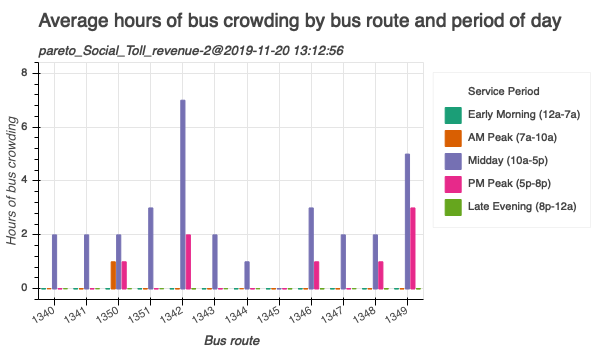 Average hours of bus crowding by bus route and period of day
pareto_Social_Toll_revenue-2@2019-11-20 13:12:56
8
6
4
2
0
Hours of bus crowding
1340 1341 1350 1351 1342 1343 1344 1345 1346 1347 1348 1349
Bus route
Service Period
Early Morning (12a-7a)
AM Peak (7a-10a)
Midday (10a-5p)
PM Peak (5p-8p)
Late Evening (8p-12a)